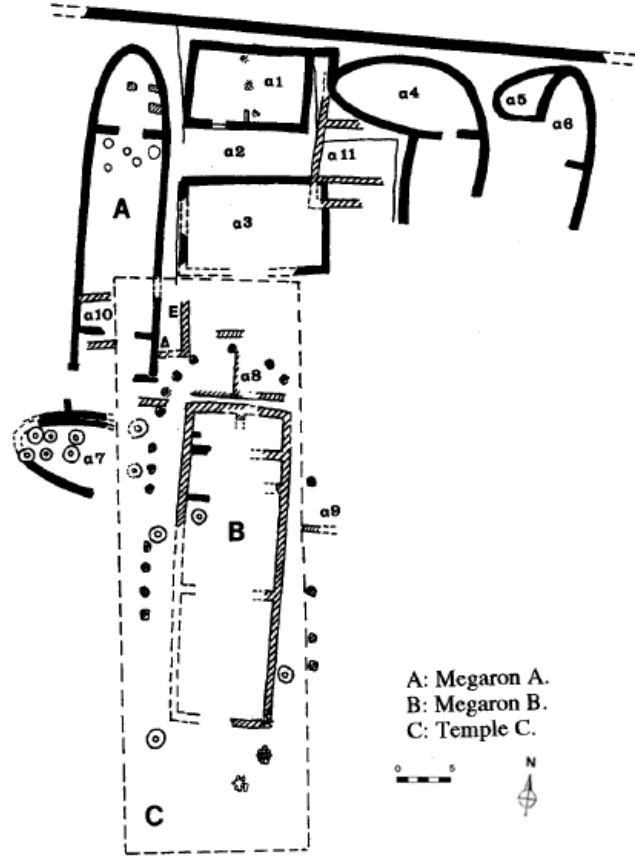 a1
a4
a5
a6
a2
a11
A
a3
a10
E
Δ
a8
a7
a9
B
A: Megaron A.
B: Megaron B.
C: Temple C.
0 5
N
C